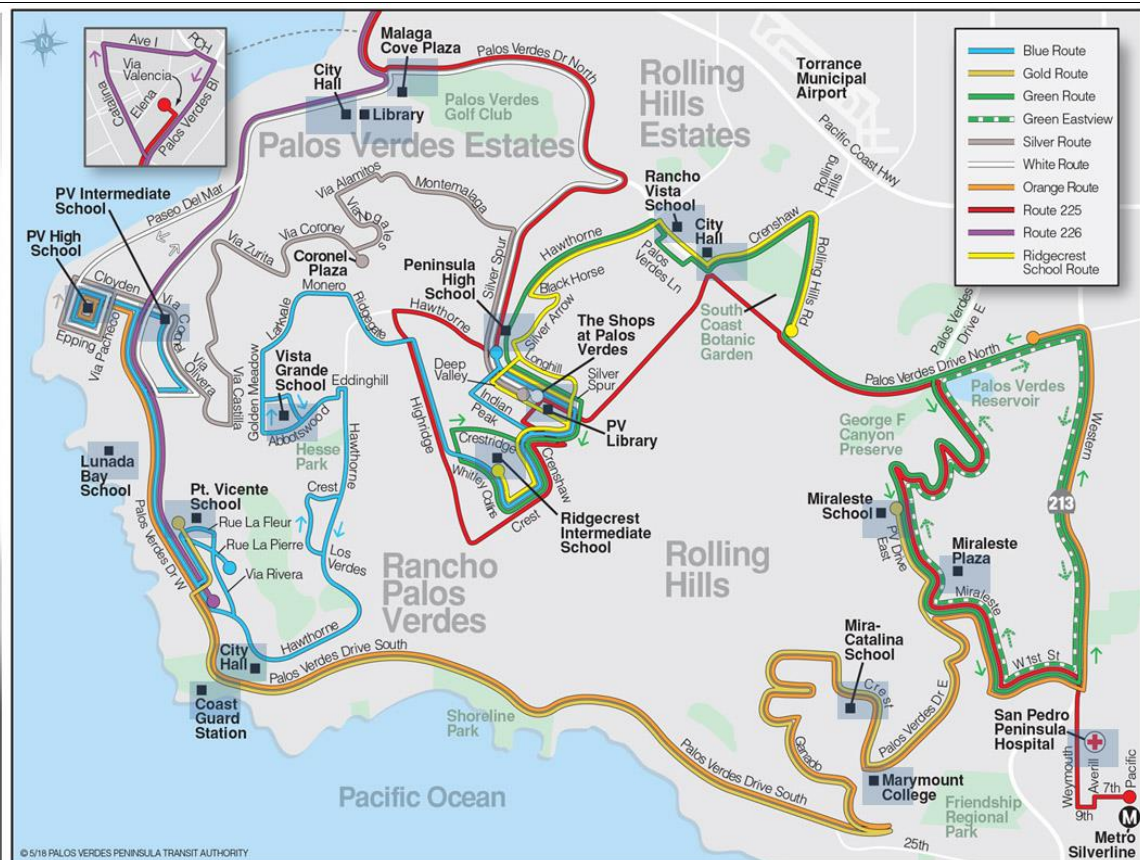 Ave I
PCH
Via
Valencia
Elena
Catalina
Palos Verdes Bl
Malaga
Cove Plaza
City
Hall
Library
Palos Verdes Dr North
Palos Verdes
Golf Club
Palos Verdes Estates
Rolling
Hills
Estates
Torrance
Municipal
Airport
Pacific Coast Hwy
Blue Route
Gold Route
Green Route
Green Eastview
Silver Route
White Route
Orange Route
Route 225
Route 226
Ridgecrest
School Route
PV Intermediate
School
PV High
School
Paseo Del Mar
Cloyden
Epping
Via Pacheco
Via Coronel
Via Olivera
Via Zurita
Via Castilla
Via Coronel
Via Alamitos
Via Nogales
Montemalaga
Coronel
Plaza
Monero
Larkvale
Ridgegate
Golden Meadow
Vista
Grande
School
Abbotswood
Eddinghill
Hesse
Park
Hawthorne
Crest
Los
Verdes
Hawthorne
Peninsula
High
School
Silver Spur
Hawthorne
Hawthorne
Black Horse
Silver Arrow
Longhill
The Shops
at Palos
Verdes
Deep
Valley
Silver
Spur
Indian
Peak
PV
Library
Highridge
Crestridge
Whitley Collins
Crest
Crenshaw
Ridgecrest
Intermediate
School
Rancho
Vista
School
City
Hall
Palos
Verdes Ln
Crenshaw
Rolling
Hills
Rolling Hills Rd
South
Coast
Botanic
Garden
Palos Verdes
Drive E
Palos Verdes Drive North
Palos Verdes
Reservoir
George F
Canyon
Preserve
Western
213
Miraleste
School
PV Drive
East
Miraleste
Plaza
Miraleste
W 1st St
Lunada
Bay
School
Pt. Vicente
School
Rue La Fleur
Rue La Pierre
Via Rivera
Palos Verdes Dr W
Rancho
Palos
Verdes
Rolling
Hills
City
Hall
Coast
Guard
Station
Palos Verdes Drive South
Shoreline
Park
Mira-
Catalina
School
Crest
Palos Verdes Dr E
Ganado
Palos Verdes Drive South
Marymount
College
Friendship
Regional
Park
25th
San Pedro
Peninsula
Hospital
Weymouth
Averill
Pacific
7th
9th
M
Metro
Silverline
Pacific Ocean
© 5/18 PALOS VERDES PENINSULA TRANSIT AUTHORITY